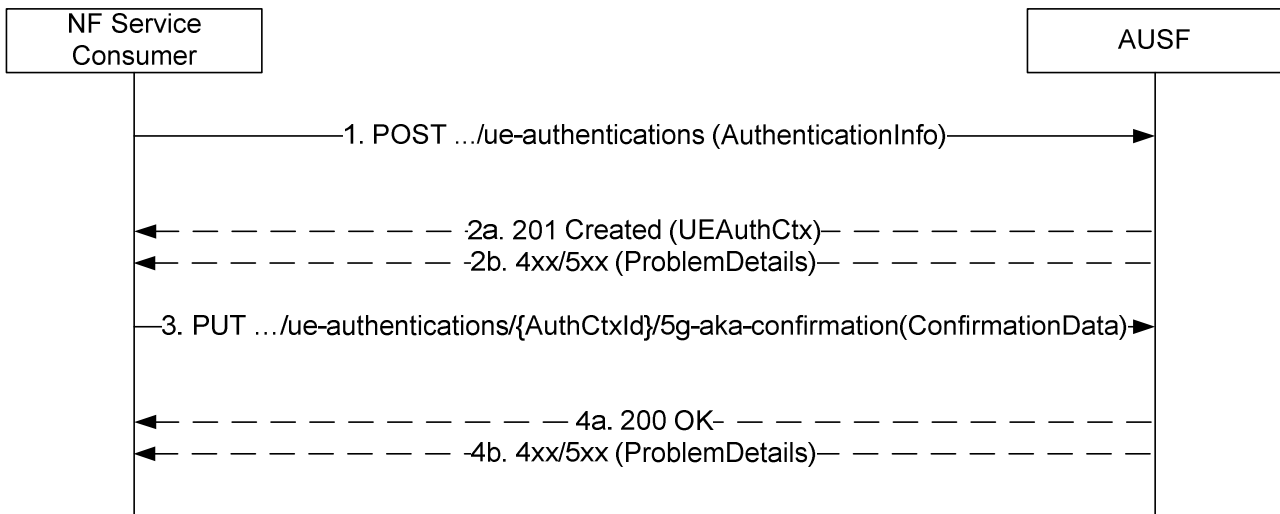 NF Service
Consumer
AUSF
1. POST …/ue-authentications (AuthenticationInfo)
2a. 201 Created (UEAuthCtx)
2b. 4xx/5xx (ProblemDetails)
3. PUT …/ue-authentications/{AuthCtxId}/5g-aka-confirmation(ConfirmationData)
4a. 200 OK
4b. 4xx/5xx (ProblemDetails)